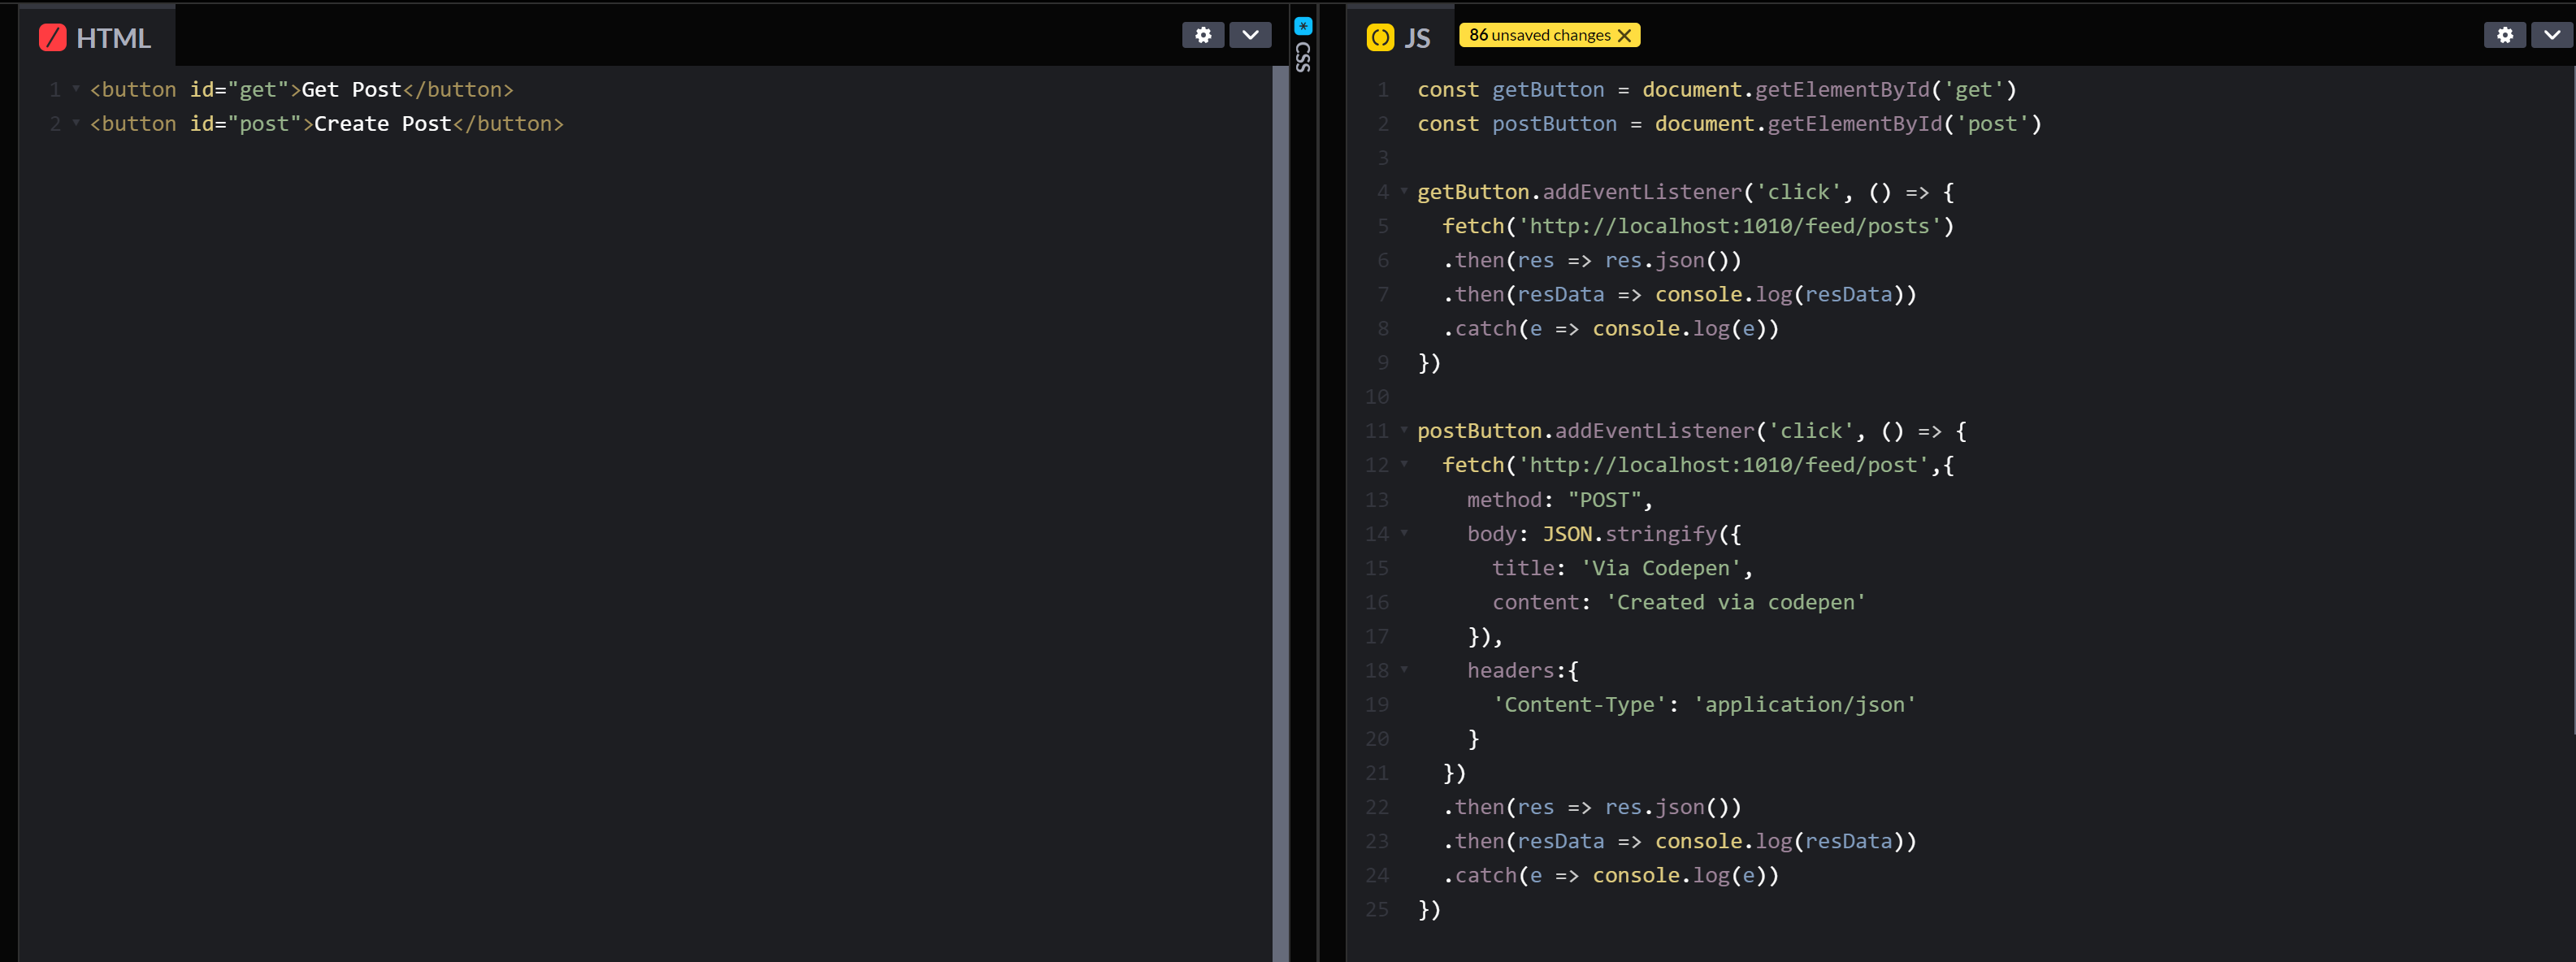 HTML
1 <button id="get">Get Post</button>
2 <button id="post">Create Post</button>
CSS
JS
86 unsaved changes
1 const getButton = document.getElementById('get')
2 const postButton = document.getElementById('post')
3
4 getButton.addEventListener('click', () => {
5   fetch('http://localhost:1010/feed/posts')
6   .then(res => res.json())
7   .then(resData => console.log(resData))
8   .catch(e => console.log(e))
9 })
10
11 postButton.addEventListener('click', () => {
12   fetch('http://localhost:1010/feed/post',{
13     method: "POST",
14     body: JSON.stringify({
15       title: 'Via Codepen',
16       content: 'Created via codepen'
17     }),
18     headers:{
19       'Content-Type': 'application/json'
20     }
21   })
22   .then(res => res.json())
23   .then(resData => console.log(resData))
24   .catch(e => console.log(e))
25 })